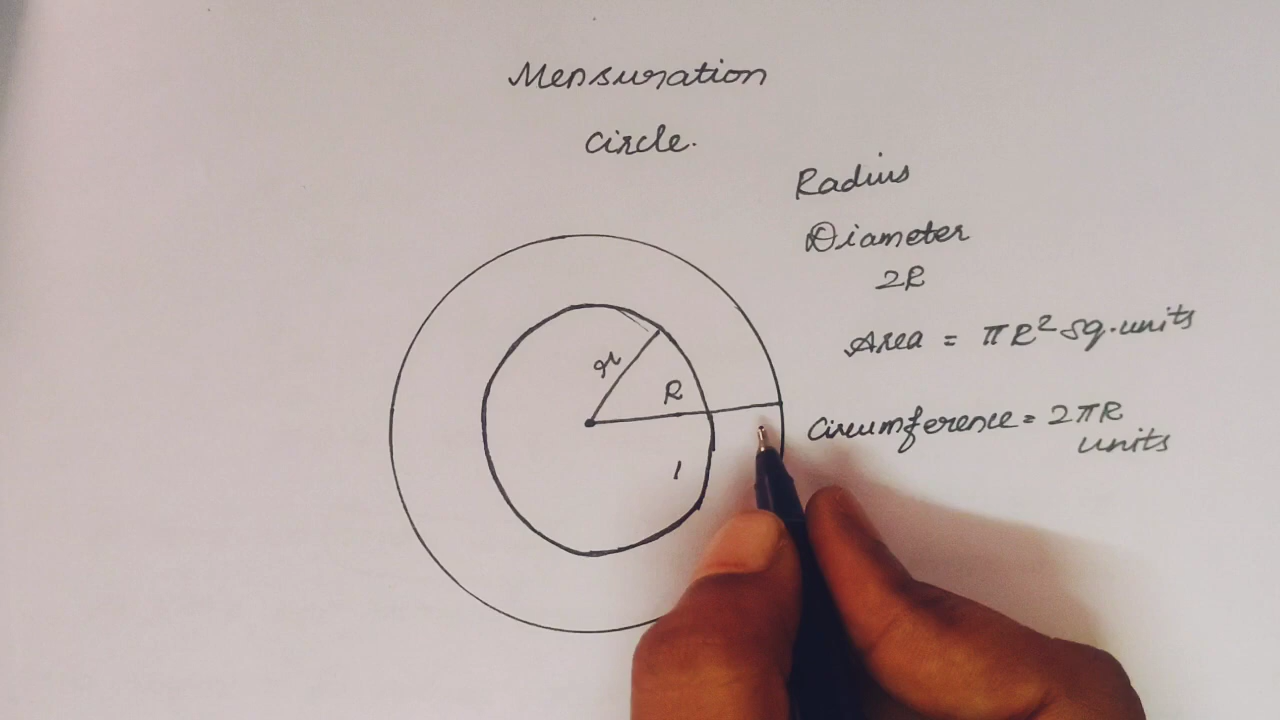 Mensuration
Circle.
Radius
Diameter
2R
Area = πR² sq.units
Circumference = 2πR
units
r
R
1